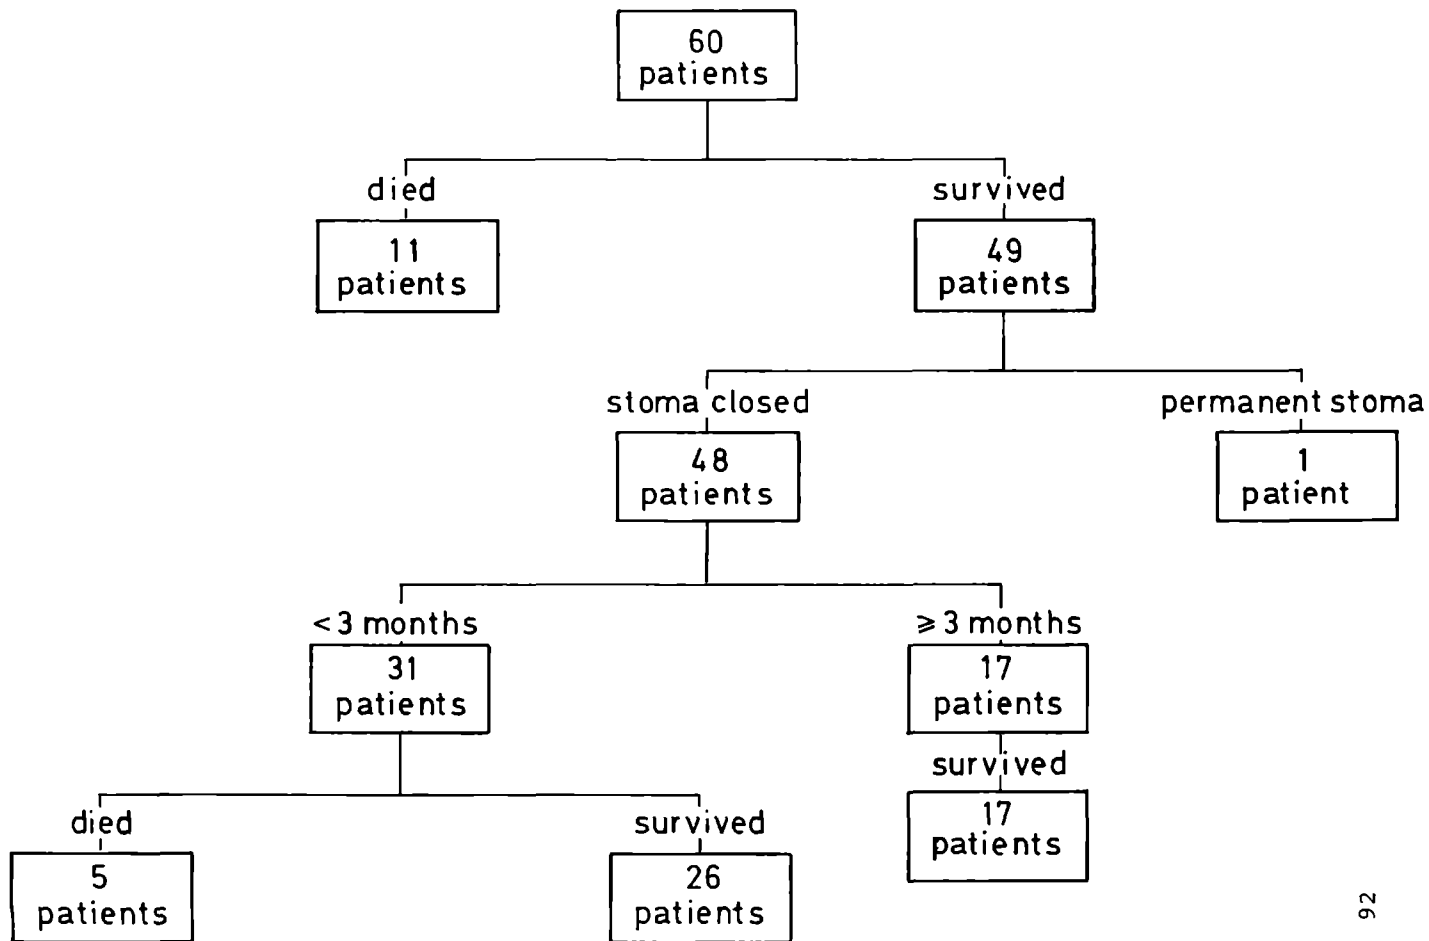 60
patients
died
survived
11
patients
49
patients
stoma closed
permanent stoma
48
patients
1
patient
<3 months
≥3 months
31
patients
17
patients
survived
17
patients
died
survived
5
patients
26
patients
92